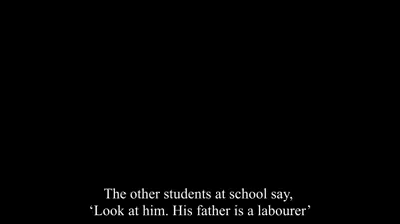 The other students at school say,
‘Look at him. His father is a labourer’